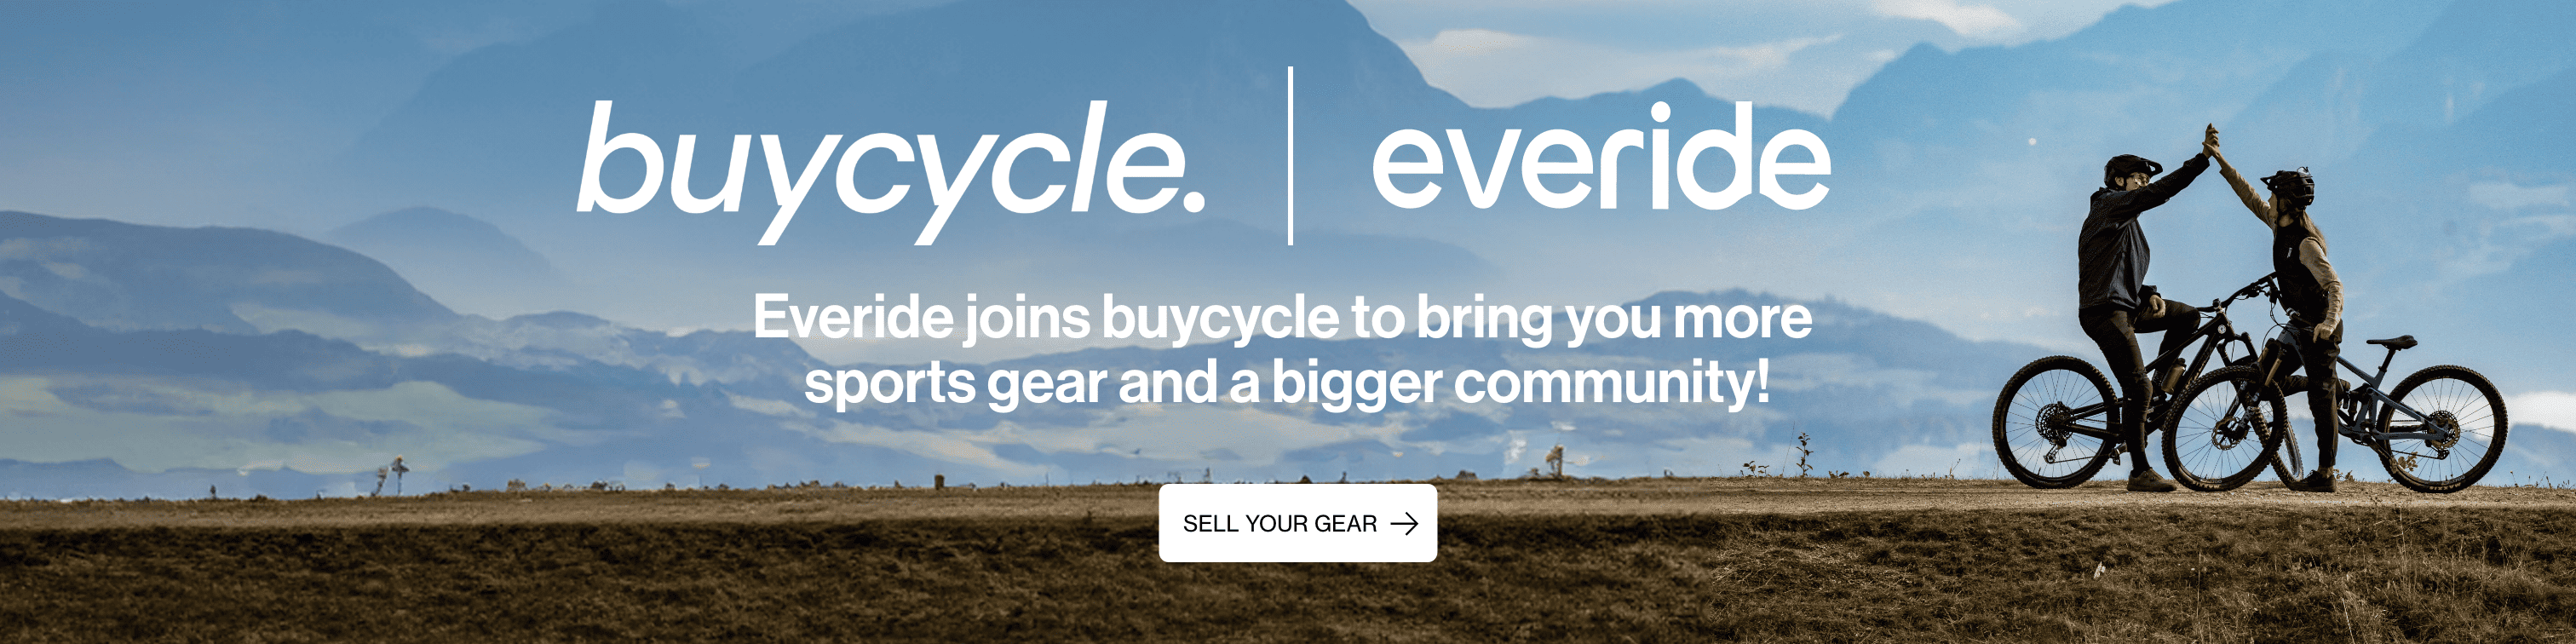 buycycle. | everide
Everide joins buycycle to bring you more
sports gear and a bigger community!
SELL YOUR GEAR →